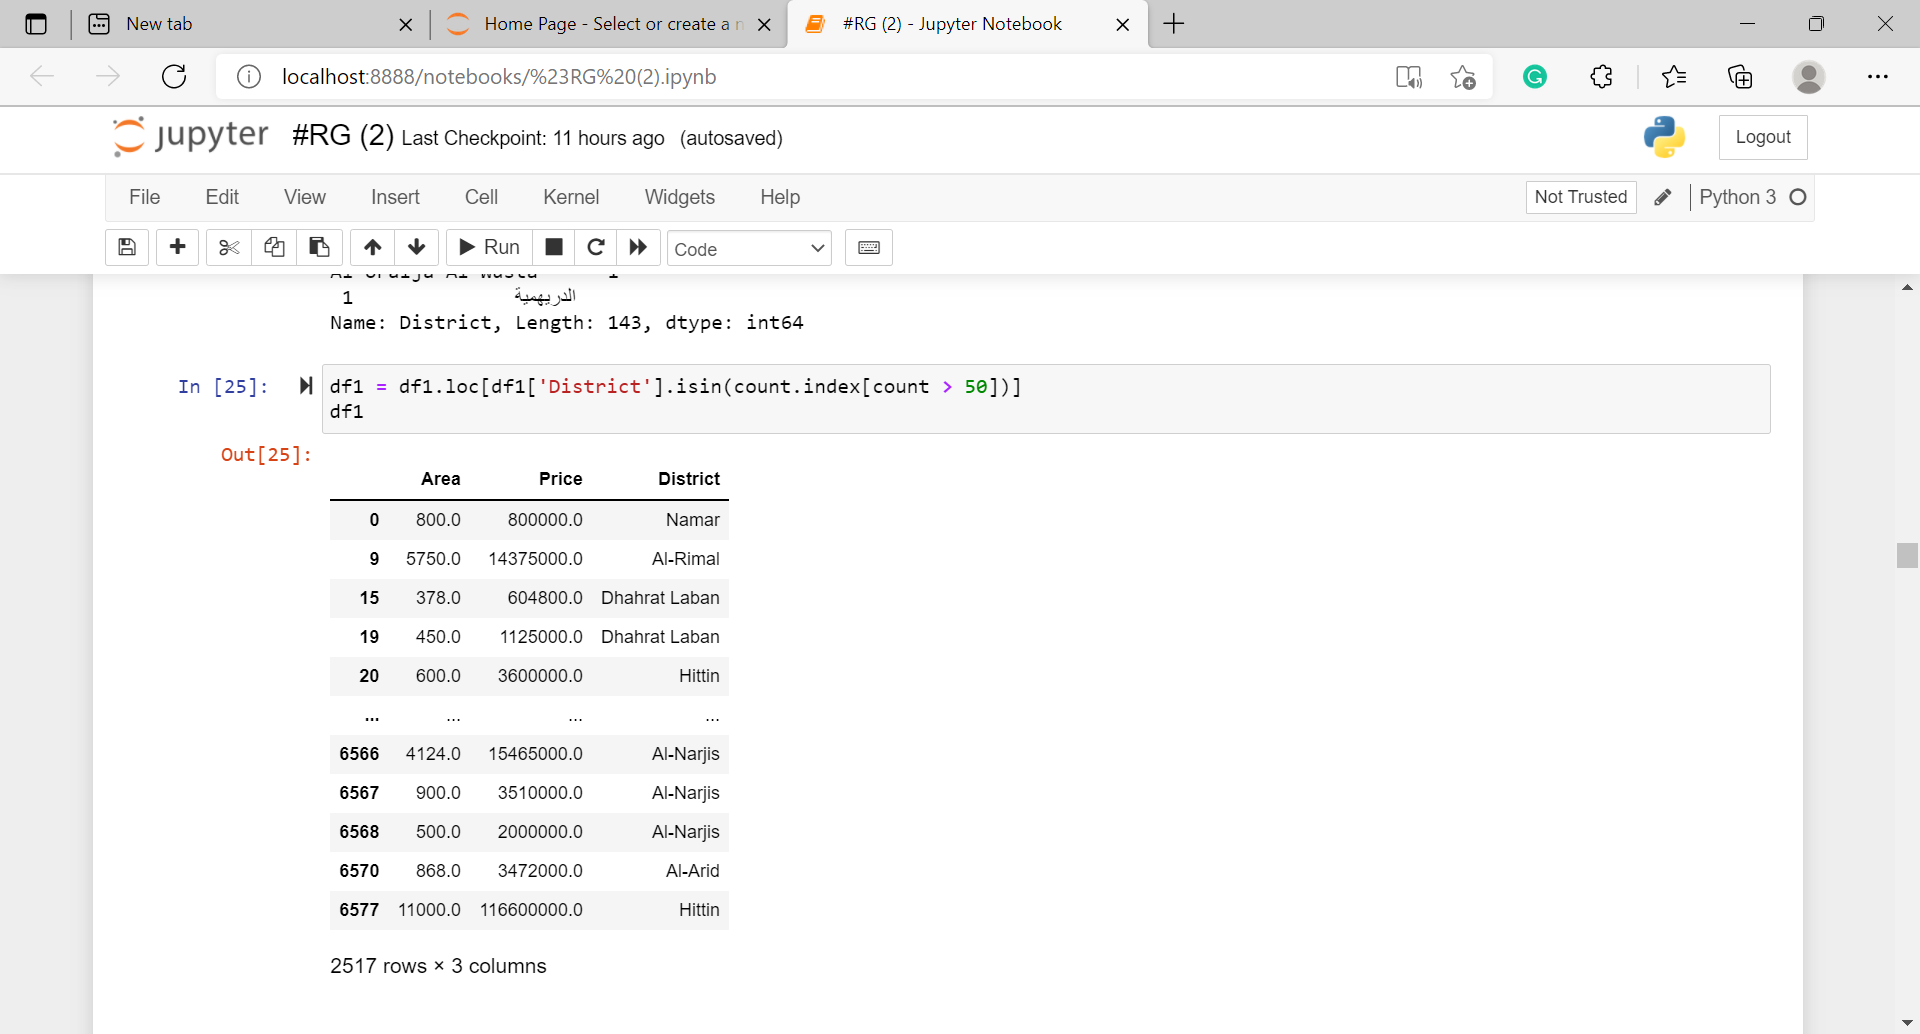 New tab
Home Page - Select or create a n
#RG (2) - Jupyter Notebook
localhost:8888/notebooks/%23RG%20(2).ipynb
jupyter #RG (2) Last Checkpoint: 11 hours ago (autosaved)
Logout
File Edit View Insert Cell Kernel Widgets Help
Not Trusted
Python 3
Run
Code
1 الدريهمية
Name: District, Length: 143, dtype: int64
In [25]: df1 = df1.loc[df1['District'].isin(count.index[count > 50])]
df1
Out[25]:
Area Price District
0 800.0 800000.0 Namar
9 5750.0 14375000.0 Al-Rimal
15 378.0 604800.0 Dhahrat Laban
19 450.0 1125000.0 Dhahrat Laban
20 600.0 3600000.0 Hittin
... ... ... ...
6566 4124.0 15465000.0 Al-Narjis
6567 900.0 3510000.0 Al-Narjis
6568 500.0 2000000.0 Al-Narjis
6570 868.0 3472000.0 Al-Arid
6577 11000.0 116600000.0 Hittin
2517 rows × 3 columns